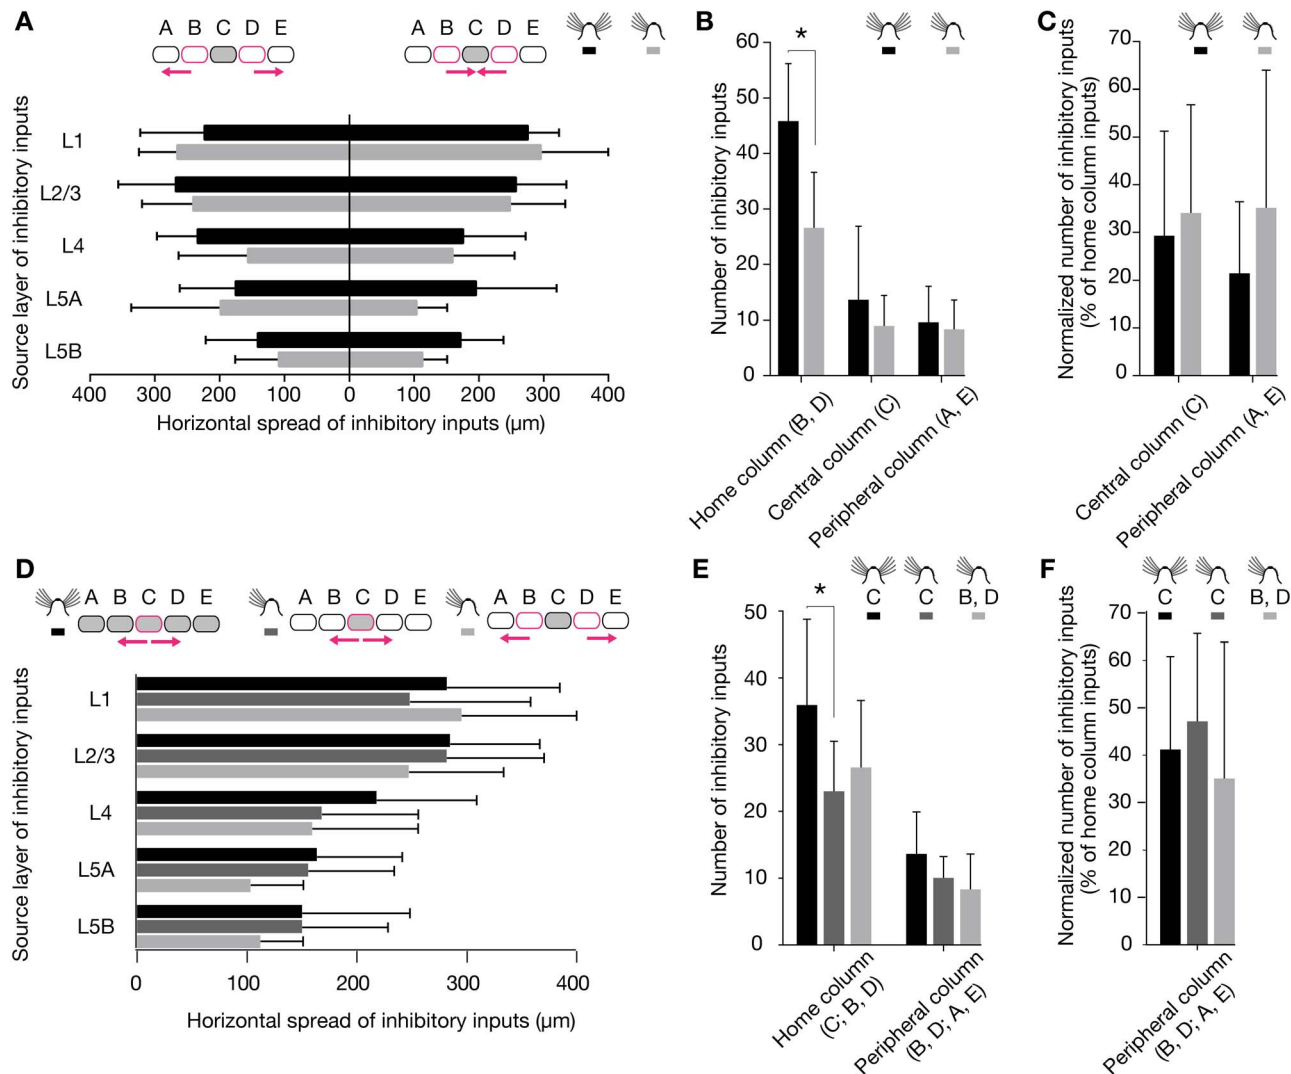 A
A B C D E
A B C D E
Source layer of inhibitory inputs
L1
L2/3
L4
L5A
L5B
400 300 200 100 0 100 200 300 400
Horizontal spread of inhibitory inputs (µm)
B
*
Number of inhibitory inputs
60
50
40
30
20
10
0
Home column (B, D)
Central column (C)
Peripheral column (A, E)
C
Normalized number of inhibitory inputs
(% of home column inputs)
70
60
50
40
30
20
10
0
Central column (C)
Peripheral column (A, E)
D
A B C D E
A B C D E
A B C D E
Source layer of inhibitory inputs
L1
L2/3
L4
L5A
L5B
0 100 200 300 400
Horizontal spread of inhibitory inputs (µm)
E
C C B, D
*
Number of inhibitory inputs
50
40
30
20
10
0
Home column
(C; B, D)
Peripheral column
(B, D; A, E)
F
C C B, D
Normalized number of inhibitory inputs
(% of home column inputs)
70
60
50
40
30
20
10
0
Peripheral column
(B, D; A, E)